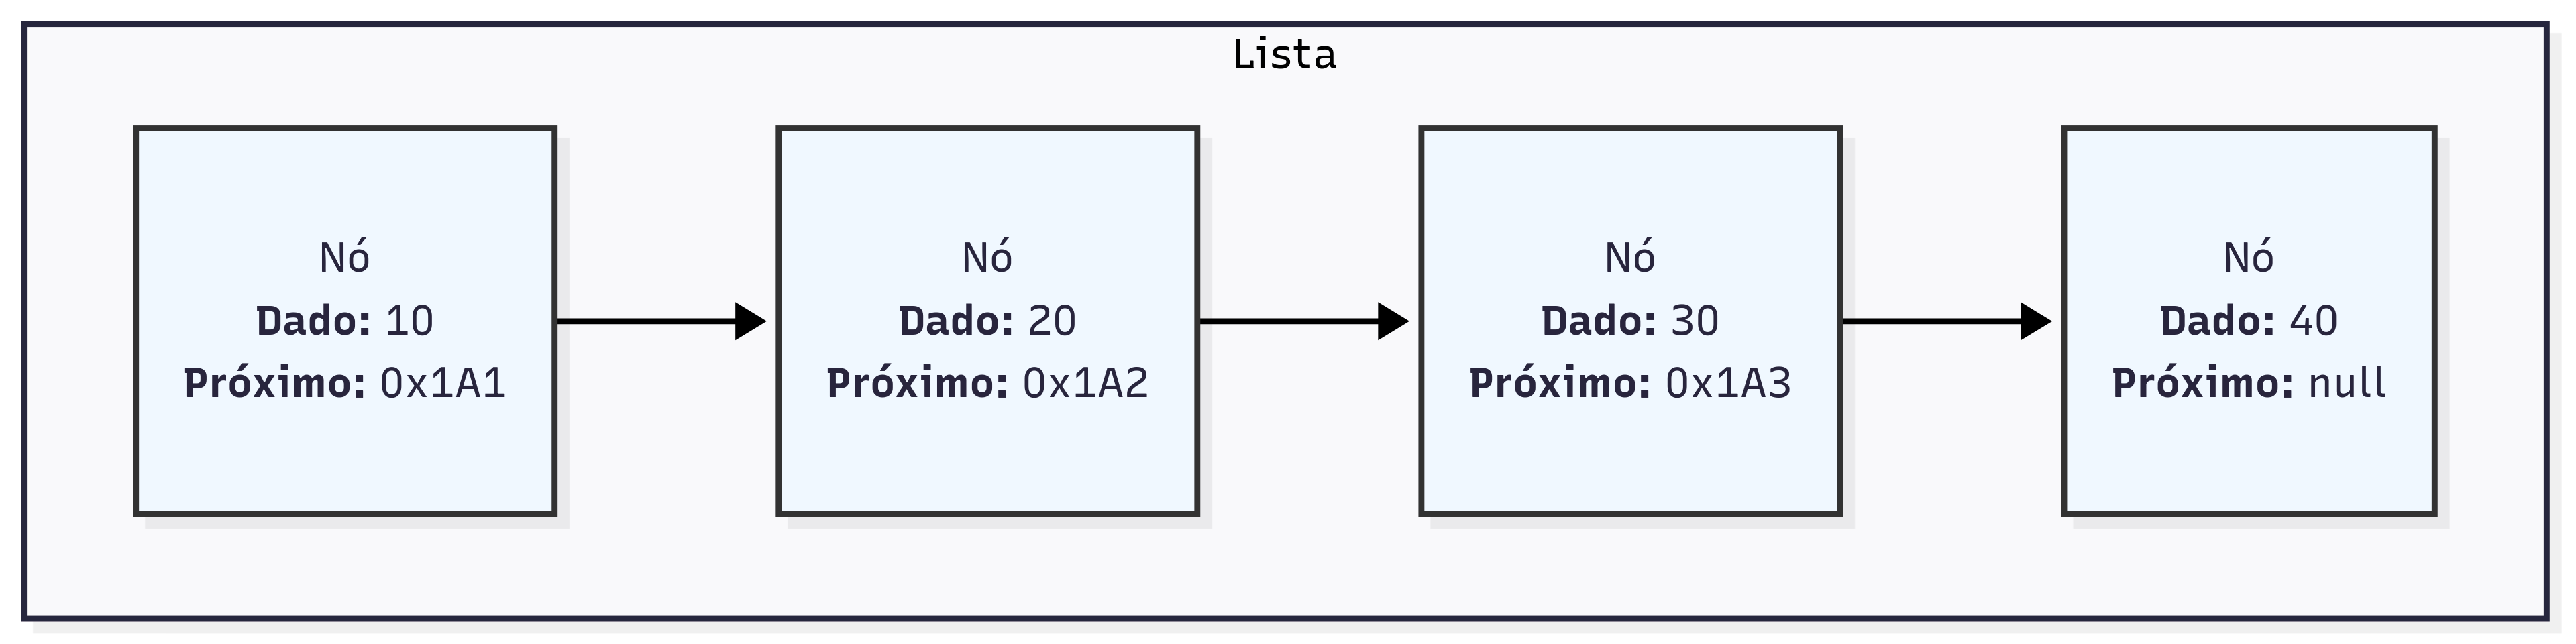 Lista
Nó
Dado: 10
Próximo: 0x1A1
Nó
Dado: 20
Próximo: 0x1A2
Nó
Dado: 30
Próximo: 0x1A3
Nó
Dado: 40
Próximo: null